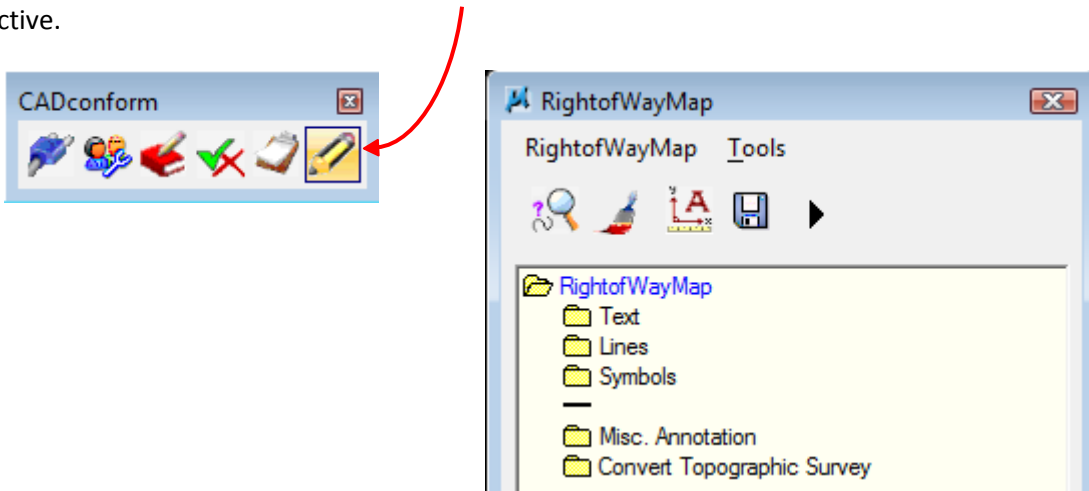 ctive.
CADconform
RightofWayMap
RightofWayMap Tools
RightofWayMap
Text
Lines
Symbols
Misc. Annotation
Convert Topographic Survey